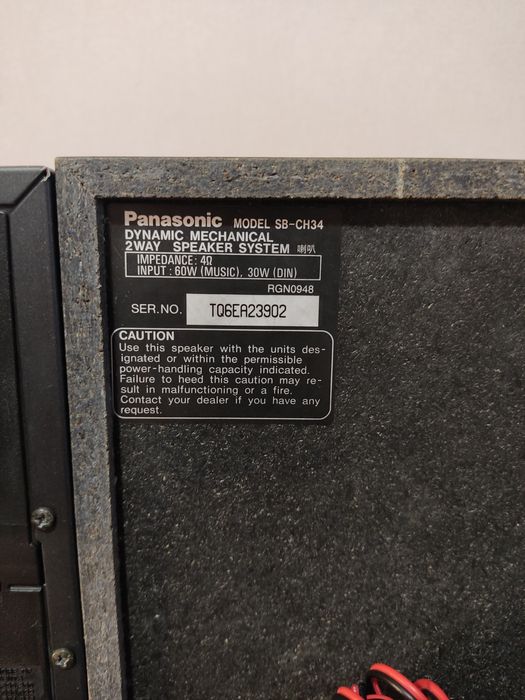 Panasonic MODEL SB-CH34
DYNAMIC MECHANICAL
2WAY SPEAKER SYSTEM 喇叭
IMPEDANCE: 4Ω
INPUT: 60W (MUSIC), 30W (DIN)
RGN0948
SER.NO. TQ6EA23902
CAUTION
Use this speaker with the units des-
ignated or within the permissible
power-handling capacity indicated.
Failure to heed this caution may re-
sult in malfunctioning or a fire.
Contact your dealer if you have any
request.